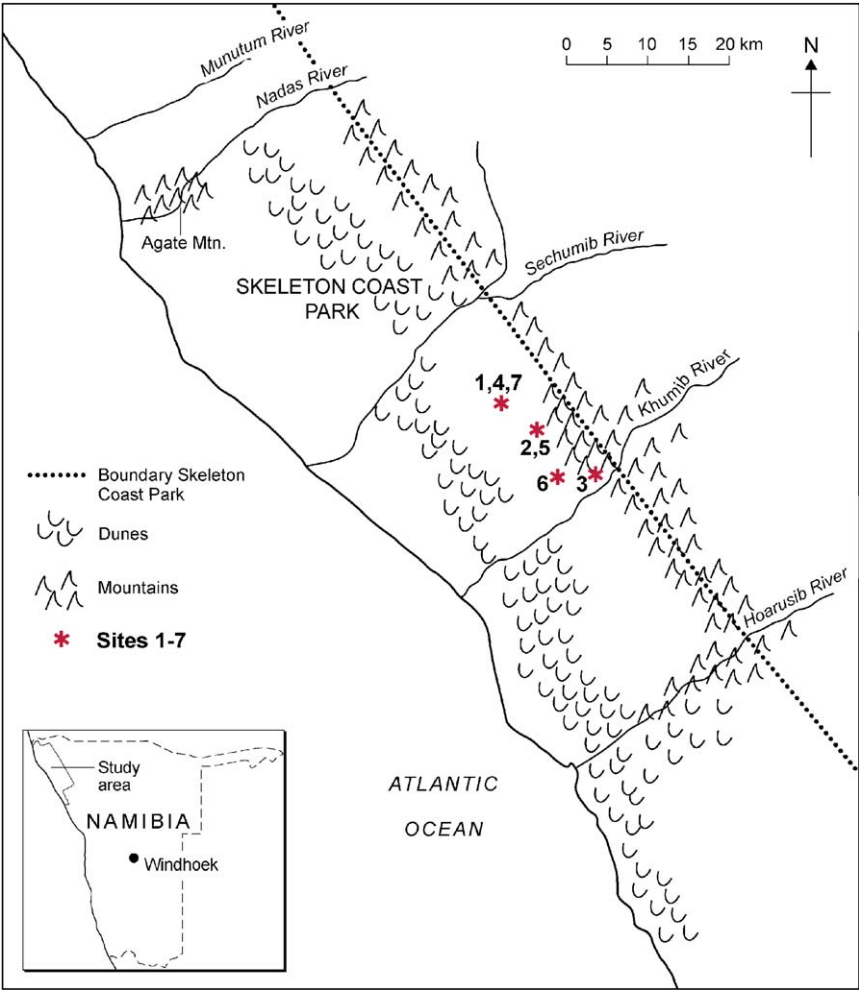 Munutum River
0 5 10 15 20 km
N
Nadas River
Agate Mtn.
SKELETON COAST
PARK
Sechumib River
1,4,7
Khumib River
2,5
6 3
Boundary Skeleton
Coast Park
Dunes
Mountains
Sites 1-7
Hoarusib River
Study
area
NAMIBIA
Windhoek
ATLANTIC
OCEAN